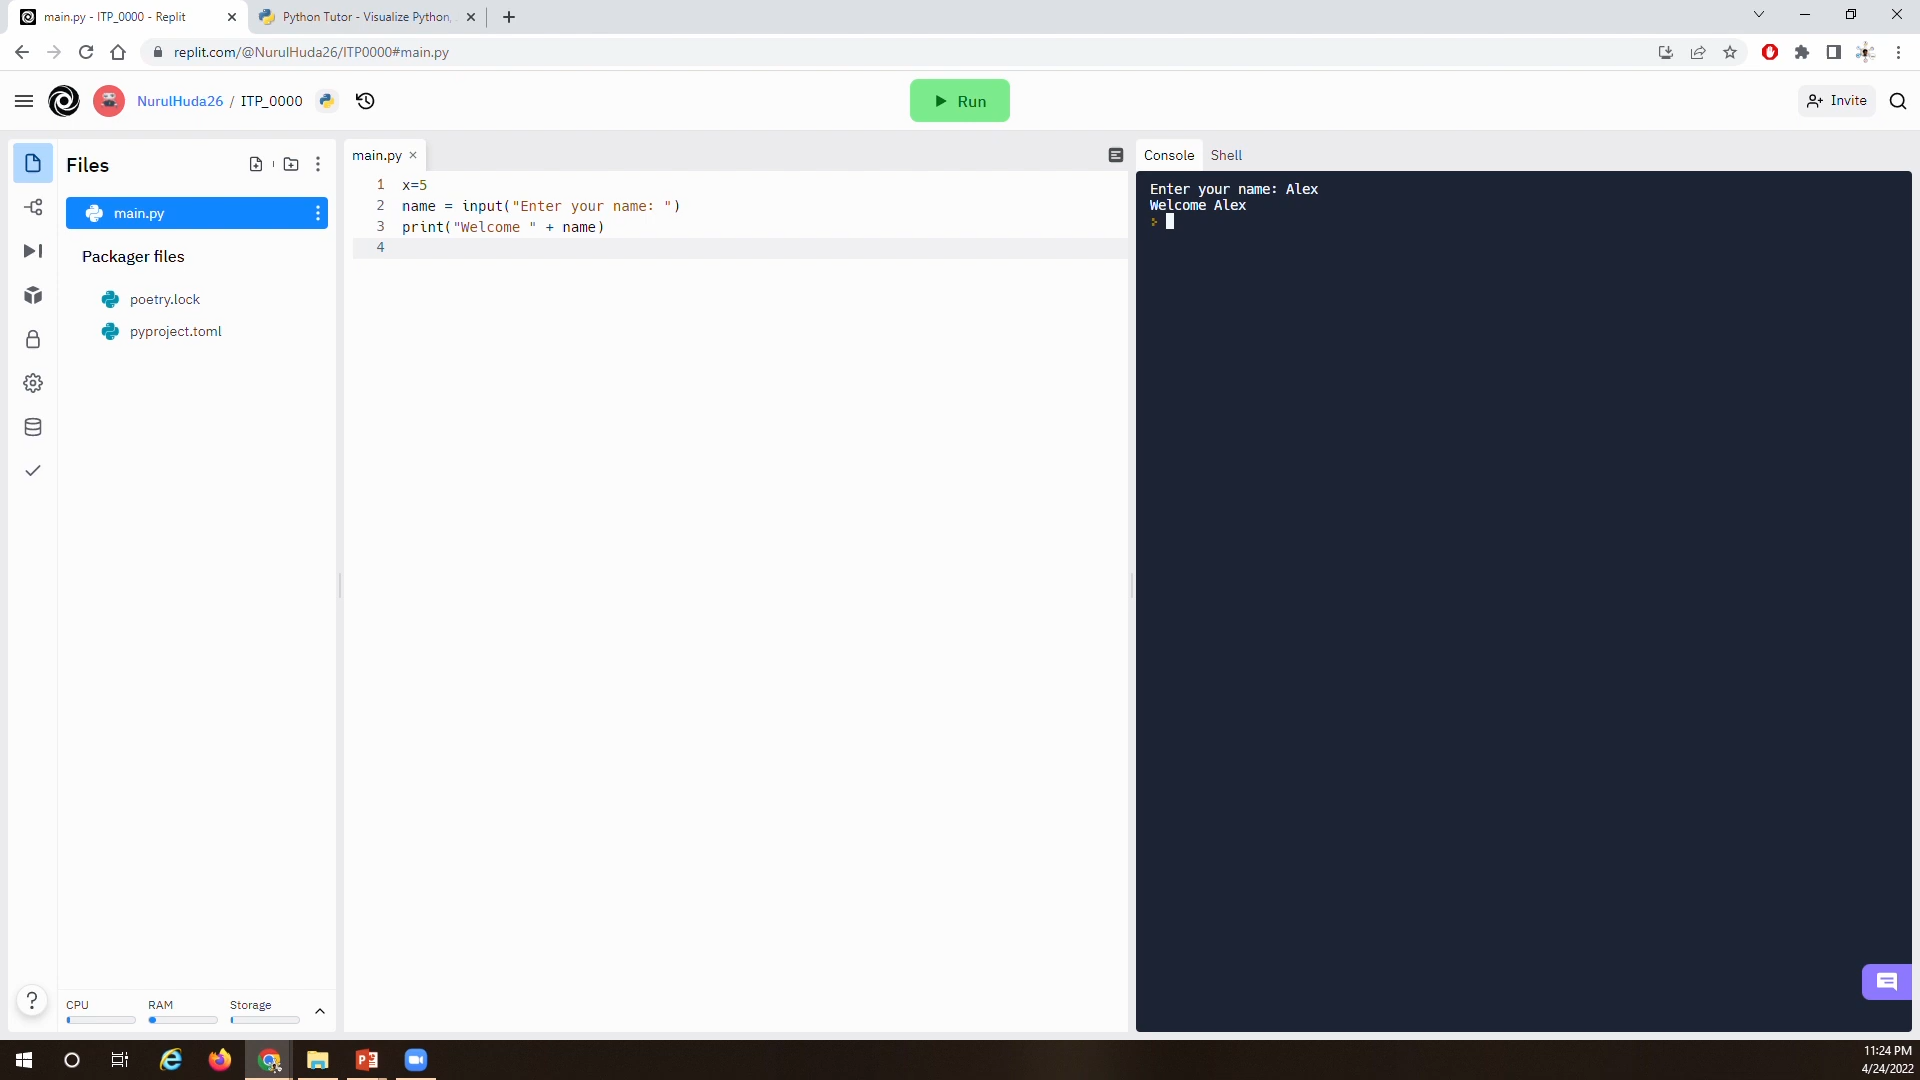 main.py - ITP_0000 - Replit
Python Tutor - Visualize Python,
replit.com/@NurulHuda26/ITP0000#main.py
NurulHuda26 / ITP_0000
Run
Invite
Files
main.py
Console
Shell
main.py
Packager files
poetry.lock
pyproject.toml
1 x=5
2 name = input("Enter your name: ")
3 print("Welcome " + name)
4
Enter your name: Alex
Welcome Alex
CPU
RAM
Storage
?
11:24 PM
4/24/2022